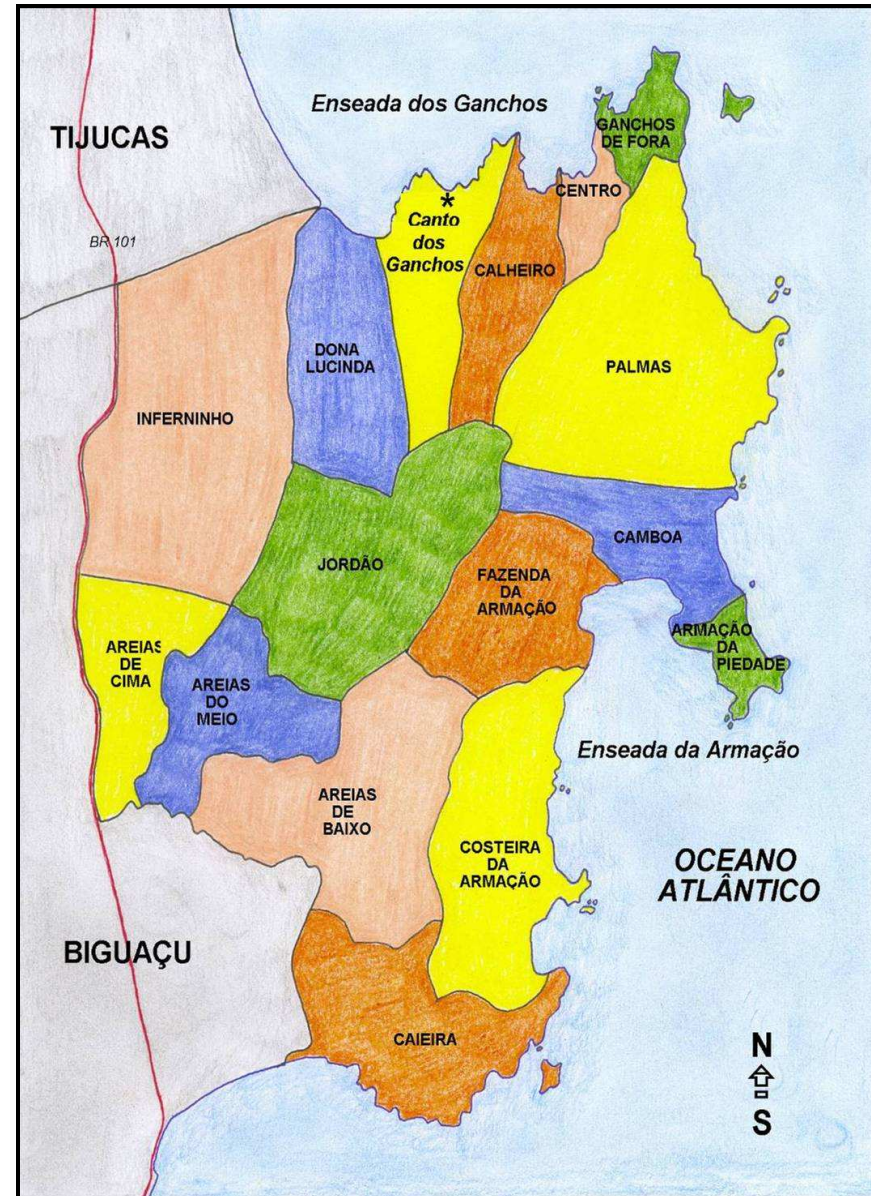 Enseada dos Ganchos
TIJUCAS
GANCHOS
DE FORA
CENTRO
*
Canto
dos
Ganchos
BR 101
CALHEIRO
DONA
LUCINDA
PALMAS
INFERNINHO
CAMBOA
JORDÃO
FAZENDA
DA
ARMAÇÃO
ARMAÇÃO
DA
PIEDADE
AREIAS
DE
CIMA
AREIAS
DO
MEIO
Enseada da Armação
AREIAS
DE
BAIXO
COSTEIRA
DA
ARMAÇÃO
OCEANO
ATLÂNTICO
BIGUAÇU
CAIEIRA
N
S